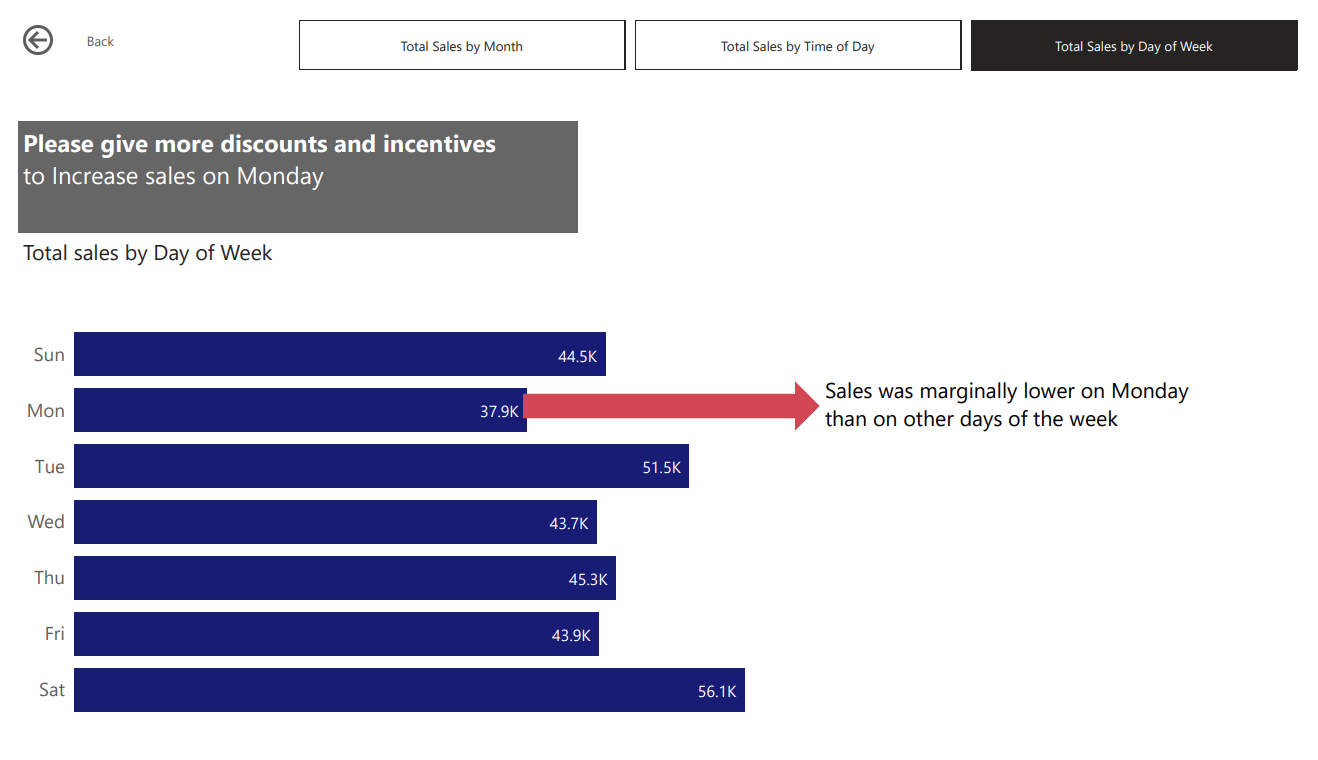 Back
Total Sales by Month
Total Sales by Time of Day
Total Sales by Day of Week
Please give more discounts and incentives
to Increase sales on Monday
Total sales by Day of Week
Sun
44.5K
Mon
37.9K
Sales was marginally lower on Monday
than on other days of the week
Tue
51.5K
Wed
43.7K
Thu
45.3K
Fri
43.9K
Sat
56.1K